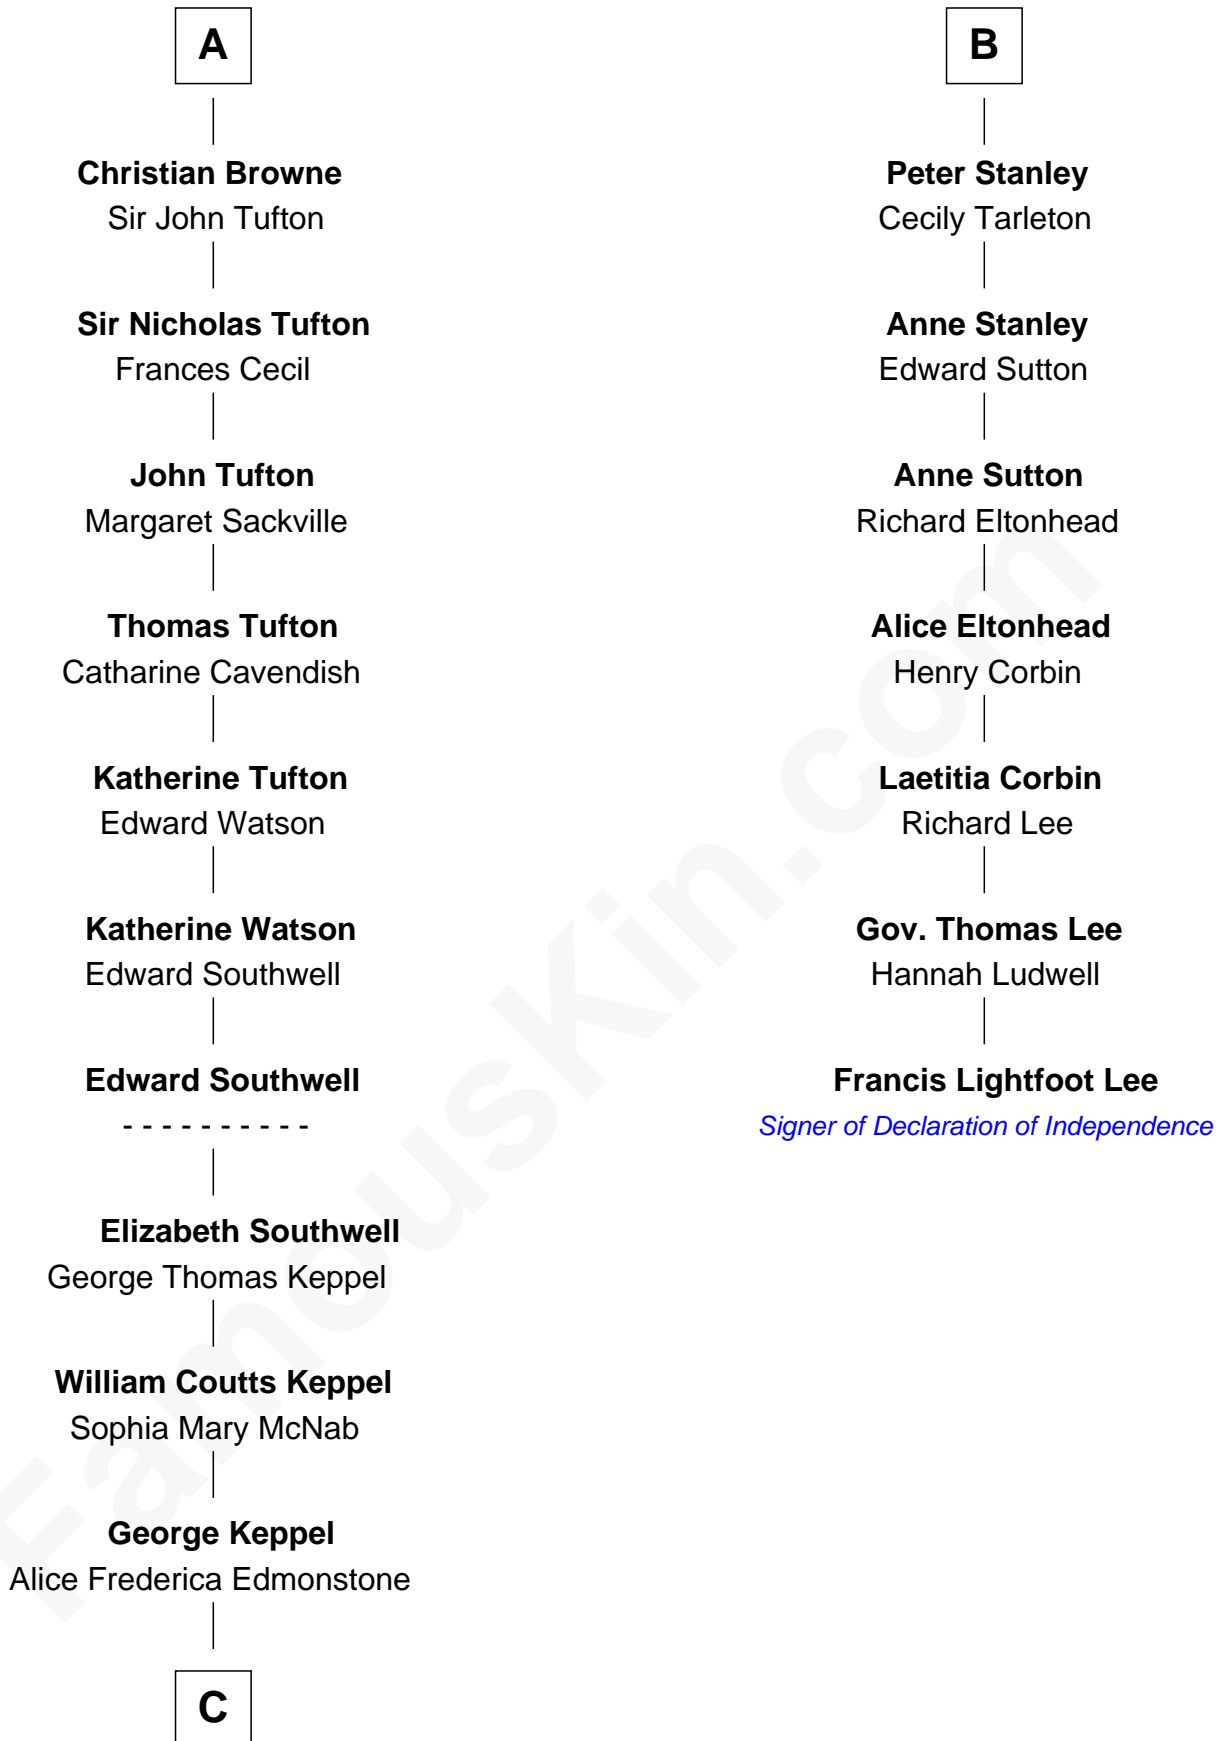 A
Christian Browne
Sir John Tufton
Sir Nicholas Tufton
Frances Cecil
John Tufton
Margaret Sackville
Thomas Tufton
Catharine Cavendish
Katherine Tufton
Edward Watson
Katherine Watson
Edward Southwell
Edward Southwell
- - - - - - - - - -
Elizabeth Southwell
George Thomas Keppel
William Coutts Keppel
Sophia Mary McNab
George Keppel
Alice Frederica Edmonstone
C
B
Peter Stanley
Cecily Tarleton
Anne Stanley
Edward Sutton
Anne Sutton
Richard Eltonhead
Alice Eltonhead
Henry Corbin
Laetitia Corbin
Richard Lee
Gov. Thomas Lee
Hannah Ludwell
Francis Lightfoot Lee
Signer of Declaration of Independence
FamousKin.com